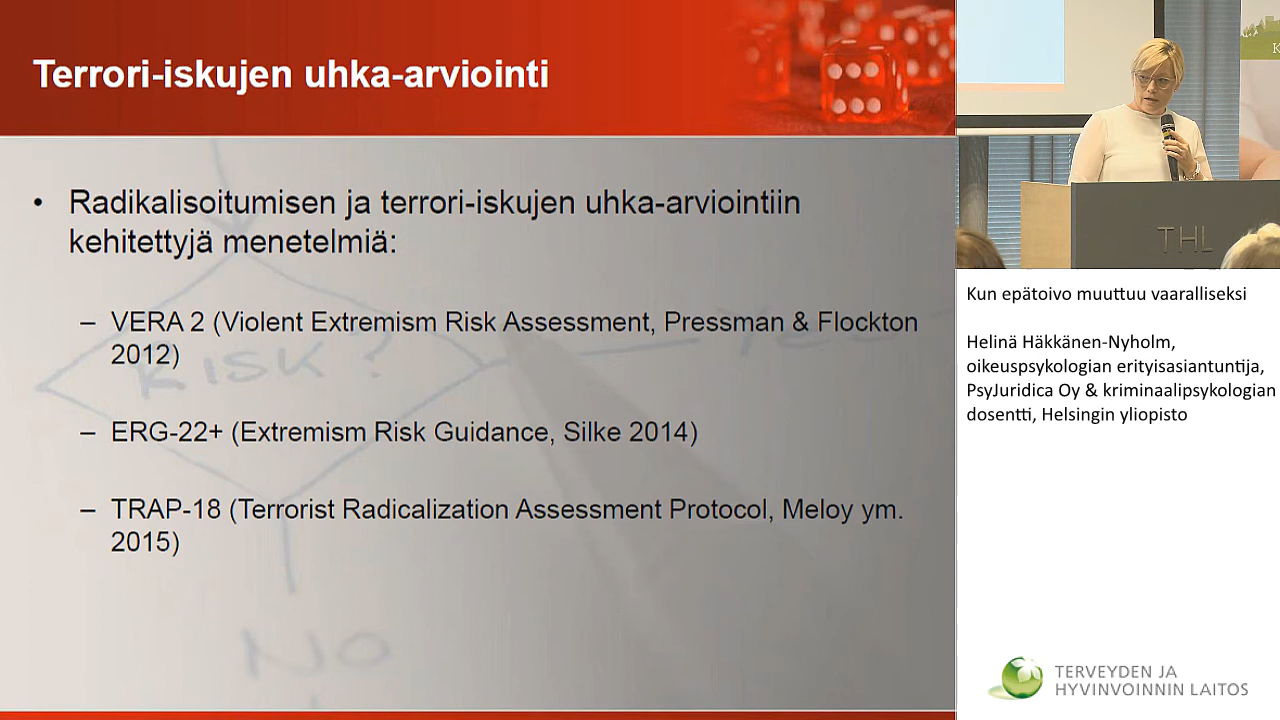 Terrori-iskujen uhka-arviointi
• Radikalisoitumisen ja terrori-iskujen uhka-arviointiin
kehitettyjä menetelmiä:
– VERA 2 (Violent Extremism Risk Assessment, Pressman & Flockton
2012)
– ERG-22+ (Extremism Risk Guidance, Silke 2014)
– TRAP-18 (Terrorist Radicalization Assessment Protocol, Meloy ym.
2015)
RISK?
YES
NO
K
THL
Kun epätoivo muuttuu vaaralliseksi
Helinä Häkkänen-Nyholm,
oikeuspsykologian erityisasiantuntija,
PsyJuridica Oy & kriminaalipsykologian
dosentti, Helsingin yliopisto
TERVEYDEN JA
HYVINVOINNIN LAITOS